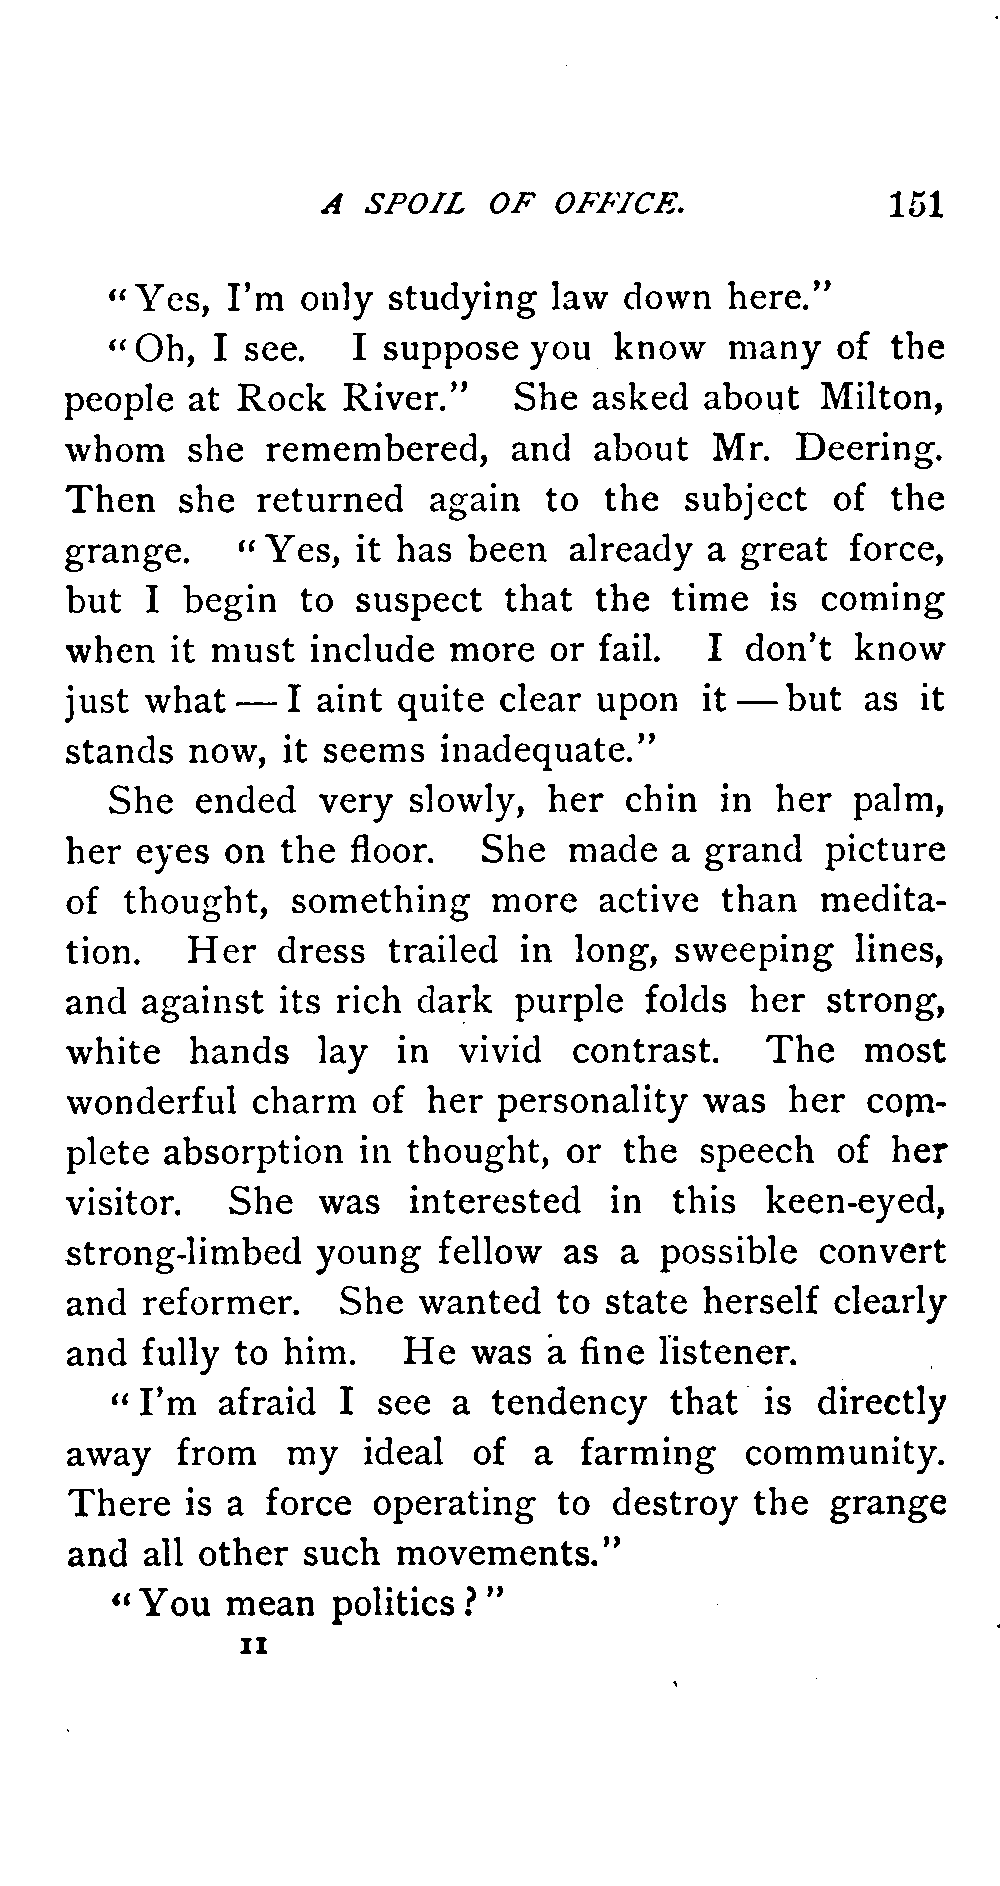 A SPOIL OF OFFICE. 151
"Yes, I'm only studying law down here."
"Oh, I see. I suppose you know many of the
people at Rock River." She asked about Milton,
whom she remembered, and about Mr. Deering.
Then she returned again to the subject of the
grange. "Yes, it has been already a great force,
but I begin to suspect that the time is coming
when it must include more or fail. I don't know
just what — I aint quite clear upon it — but as it
stands now, it seems inadequate."
She ended very slowly, her chin in her palm,
her eyes on the floor. She made a grand picture
of thought, something more active than medita-
tion. Her dress trailed in long, sweeping lines,
and against its rich dark purple folds her strong,
white hands lay in vivid contrast. The most
wonderful charm of her personality was her com-
plete absorption in thought, or the speech of her
visitor. She was interested in this keen-eyed,
strong-limbed young fellow as a possible convert
and reformer. She wanted to state herself clearly
and fully to him. He was a fine listener.
"I'm afraid I see a tendency that is directly
away from my ideal of a farming community.
There is a force operating to destroy the grange
and all other such movements."
"You mean politics?"
11